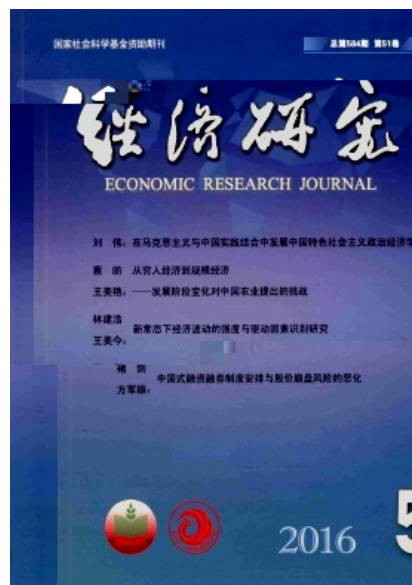 国家社会科学基金资助期刊
总第584期 第51卷
经济研究
ECONOMIC RESEARCH JOURNAL
刘 伟：在马克思主义与中国实践结合中发展中国特色社会主义政治经济学
蔡 昉 从穷人经济到规模经济
王美艳：——发展阶段变化对中国农业提出的挑战
林建浩
新常态下经济波动的强度与驱动因素识别研究
王美今：
褚 剑
中国式融资融券制度安排与股价崩盘风险的恶化
方军雄：
2016
5